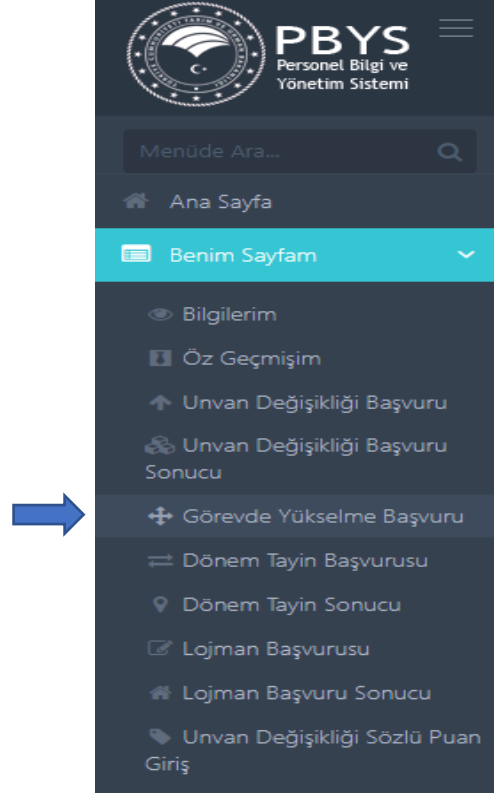 PBYS
Personel Bilgi ve
Yönetim Sistemi
Menüde Ara...
Ana Sayfa
Benim Sayfam
Bilgilerim
Öz Geçmişim
Unvan Değişikliği Başvuru
Unvan Değişikliği Başvuru
Sonucu
Görevde Yükselme Başvuru
Dönem Tayin Başvurusu
Dönem Tayin Sonucu
Lojman Başvurusu
Lojman Başvuru Sonucu
Unvan Değişikliği Sözlü Puan
Giriş